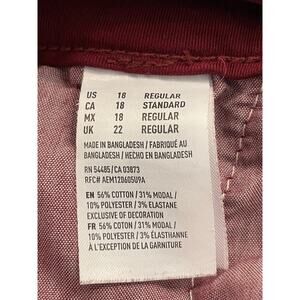 US 18 REGULAR
CA 18 STANDARD
MX 18 REGULAR
UK 22 REGULAR
MADE IN BANGLADESH / FABRIQUÉ AU
BANGLADESH / HECHO EN BANGLADESH
RN 54485 / CA 03873
RFC# AEM120605U9A
EN 56% COTTON / 31% MODAL /
10% POLYESTER / 3% ELASTANE
EXCLUSIVE OF DECORATION
FR 56% COTON / 31% MODAL /
10% POLYESTER / 3% ÉLASTHANNE
À L'EXCEPTION DE LA GARNITURE